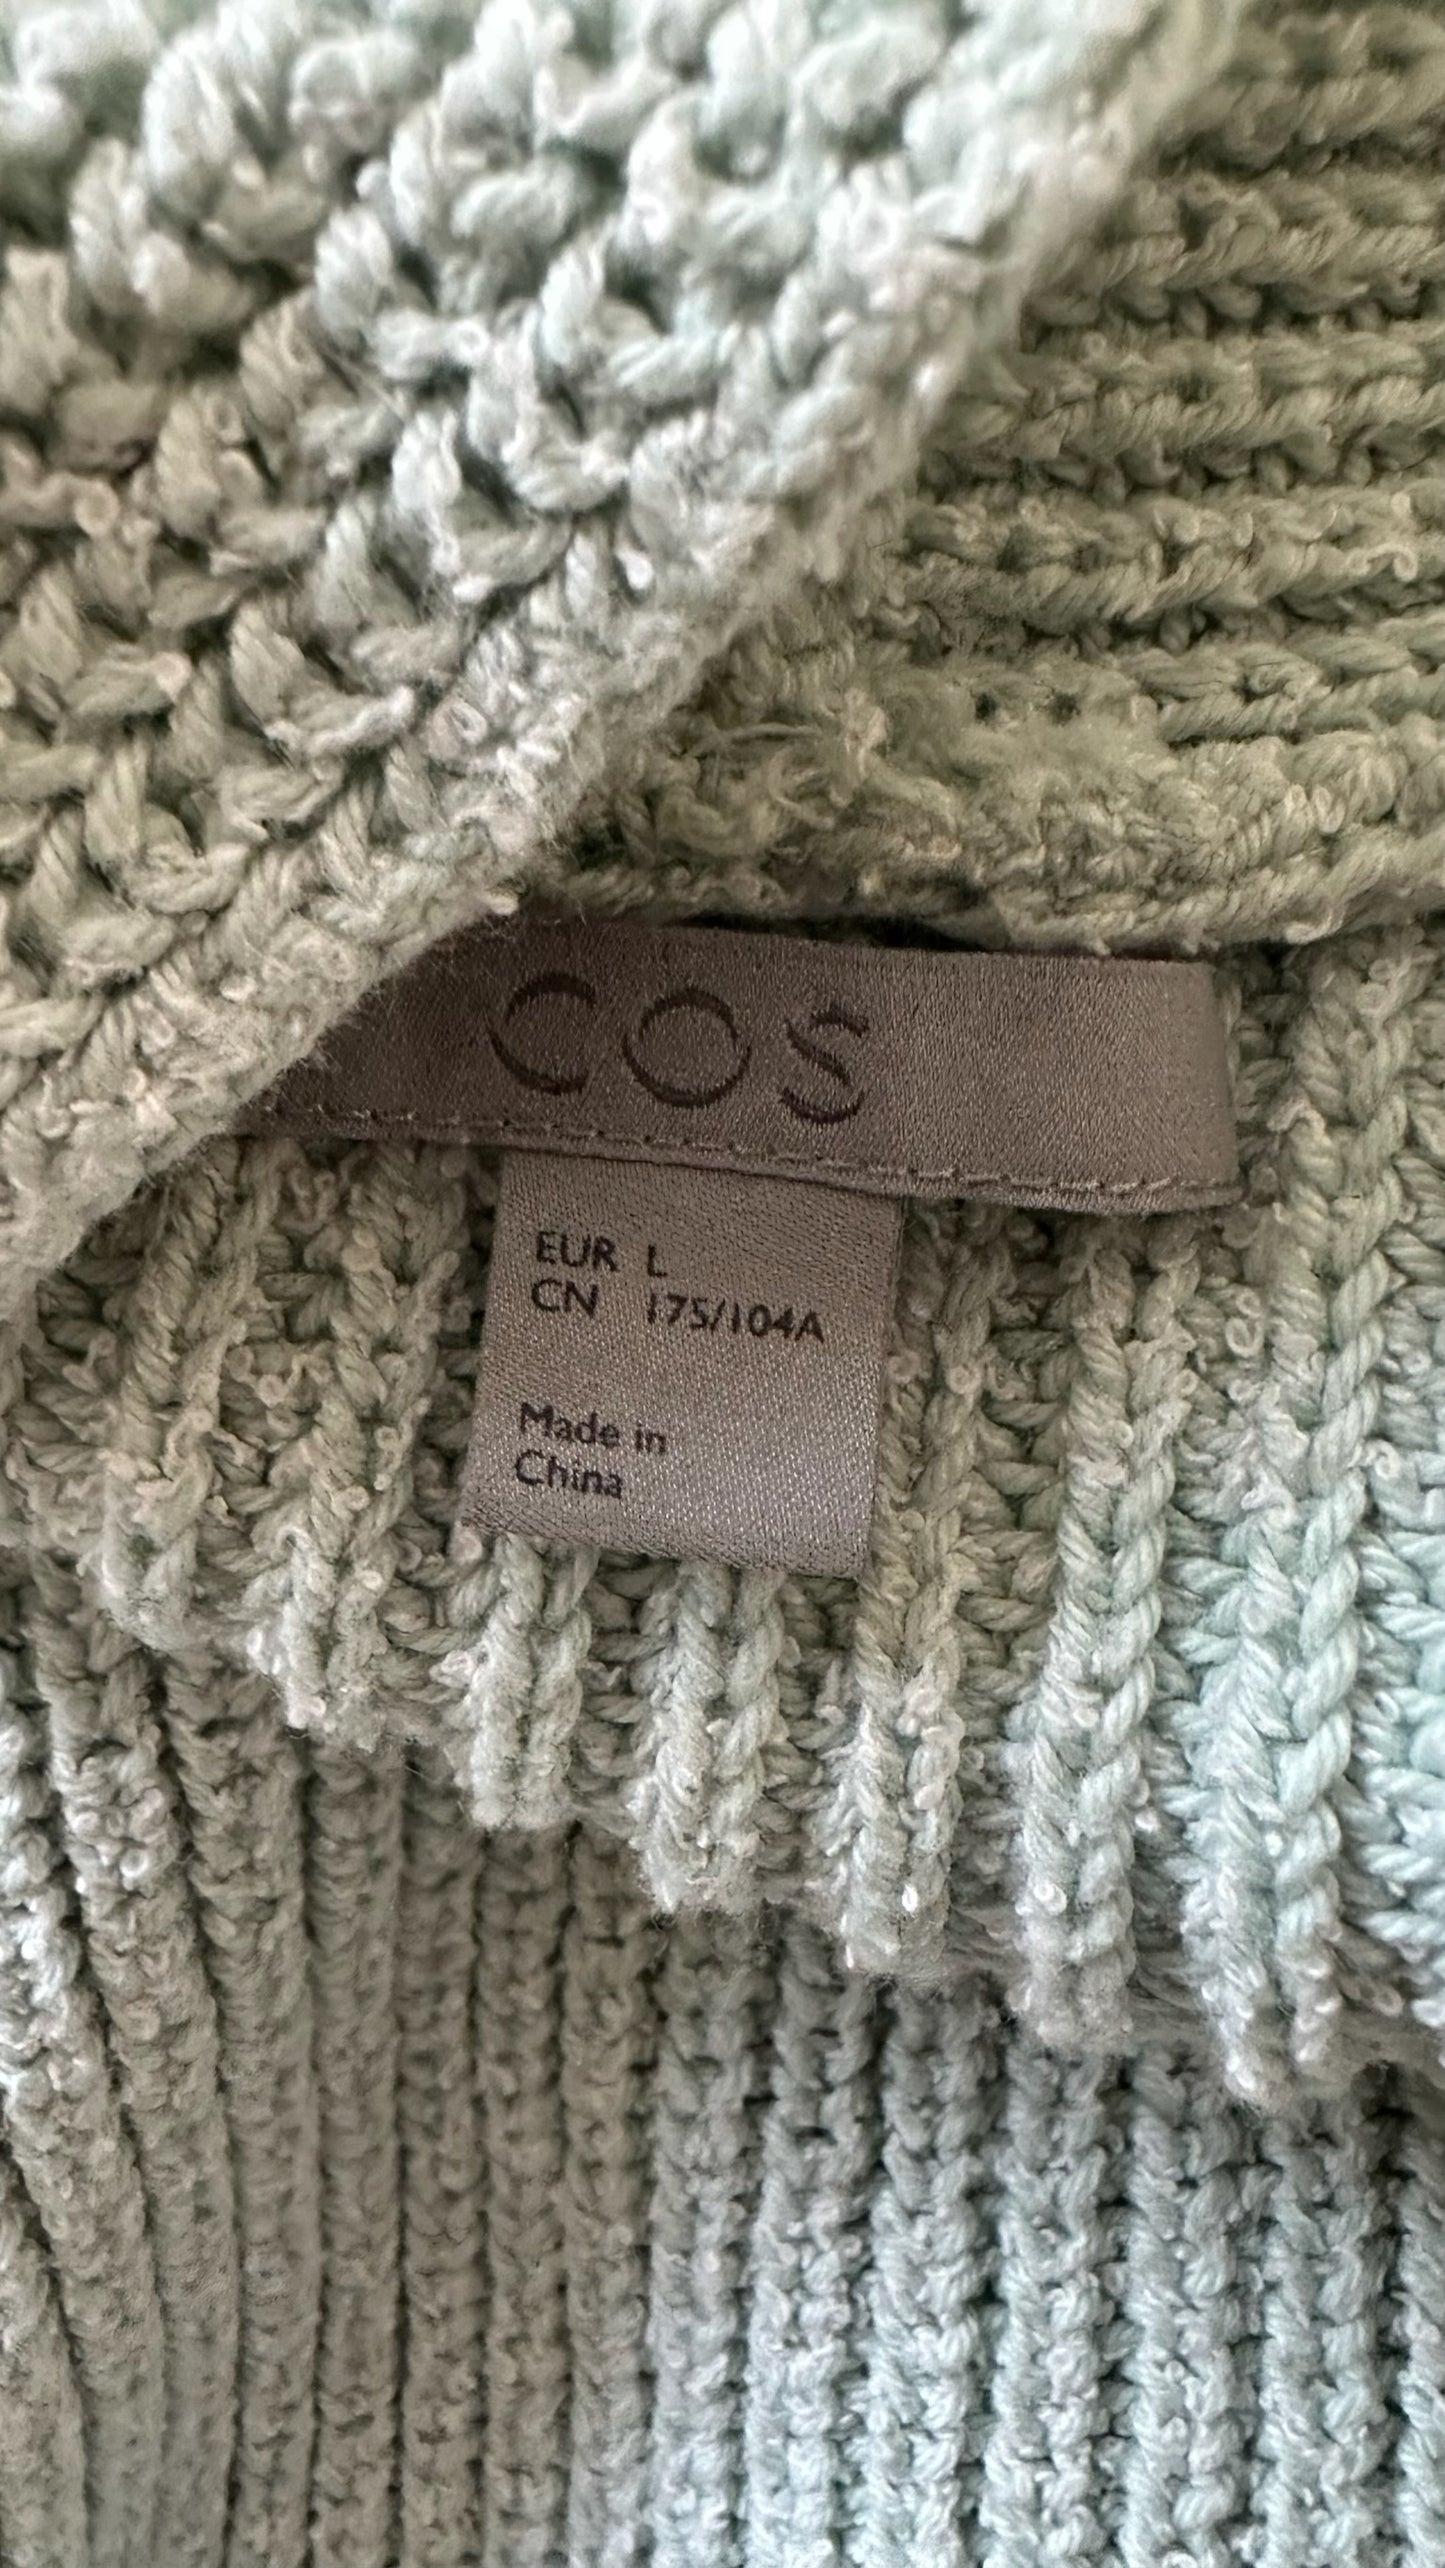 COS
EUR L
CN 175/104A
Made in
China